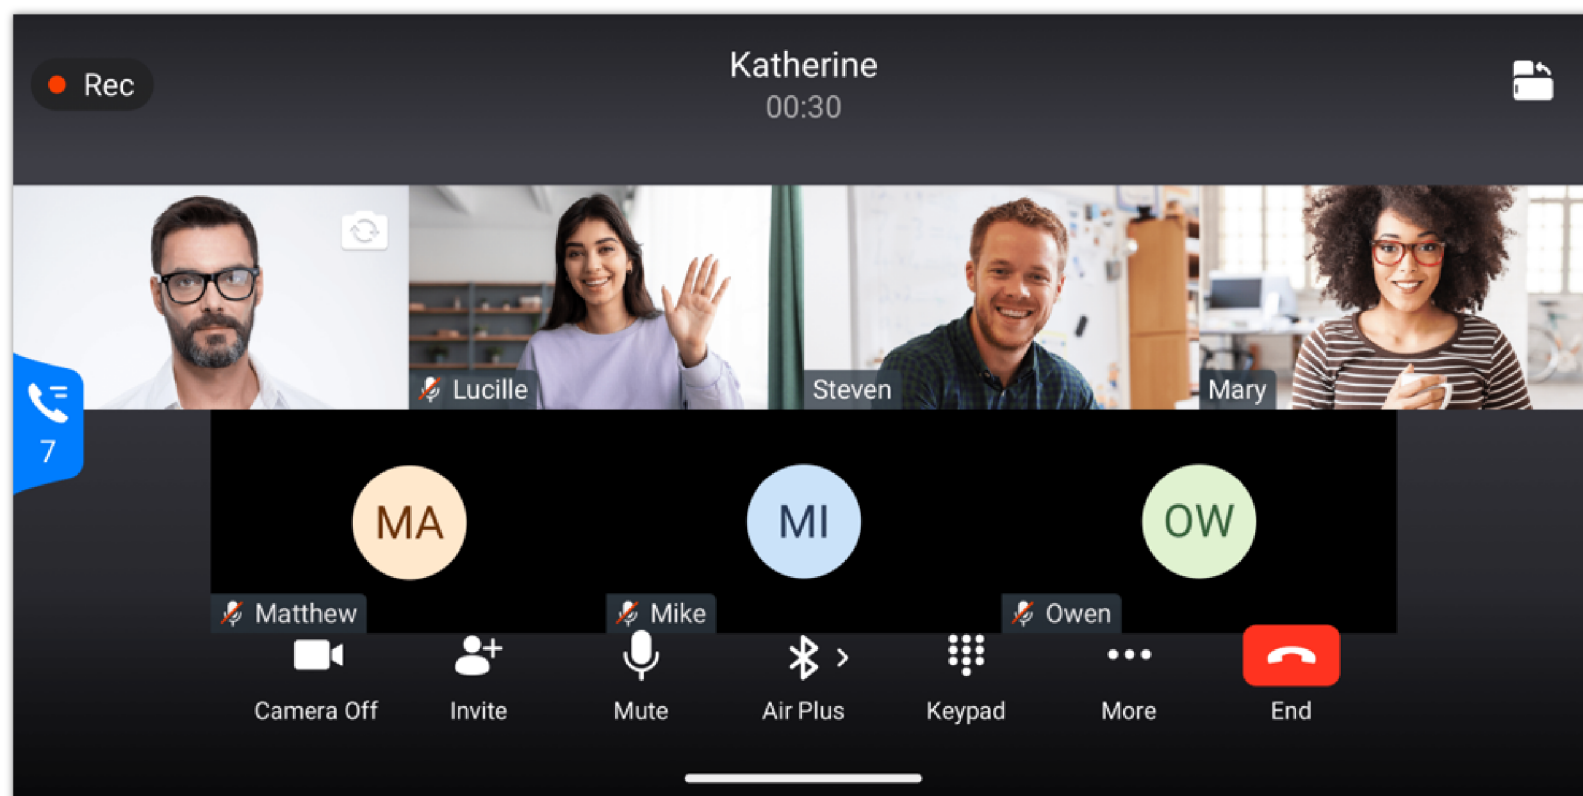 Rec
Katherine
00:30
Lucille
Steven
Mary
7
MA
MI
OW
Matthew
Mike
Owen
Camera Off
Invite
Mute
Air Plus
Keypad
More
End